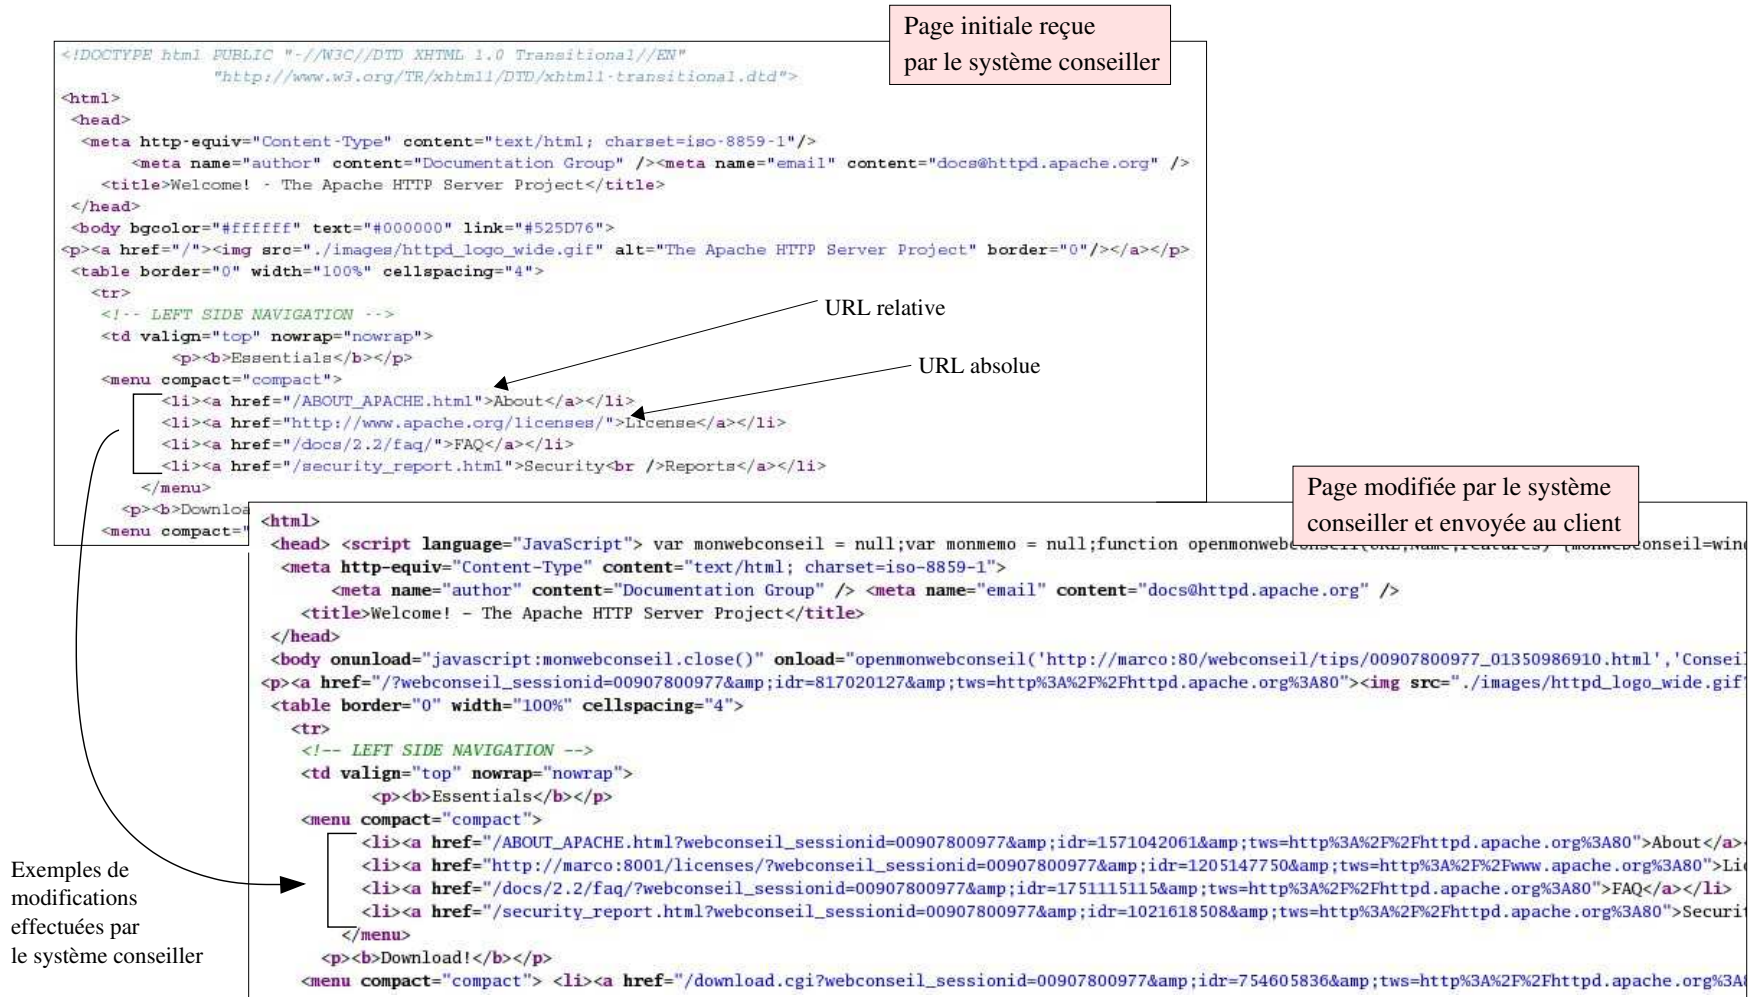 Page initiale reçue
par le système conseiller
<!DOCTYPE html PUBLIC "-//W3C//DTD XHTML 1.0 Transitional//EN"
"http://www.w3.org/TR/xhtml1/DTD/xhtml1-transitional.dtd">
<html>
<head>
<meta http-equiv="Content-Type" content="text/html; charset=iso-8859-1"/>
<meta name="author" content="Documentation Group" /><meta name="email" content="docs@httpd.apache.org" />
<title>Welcome! - The Apache HTTP Server Project</title>
</head>
<body bgcolor="#ffffff" text="#000000" link="#525D76">
<p><a href="/"><img src="./images/httpd_logo_wide.gif" alt="The Apache HTTP Server Project" border="0"/></a></p>
<table border="0" width="100%" cellspacing="4">
<tr>
<!-- LEFT SIDE NAVIGATION -->
<td valign="top" nowrap="nowrap">
<p><b>Essentials</b></p>
<menu compact="compact">
<li><a href="/ABOUT_APACHE.html">About</a></li>
<li><a href="http://www.apache.org/licenses/">License</a></li>
<li><a href="/docs/2.2/faq/">FAQ</a></li>
<li><a href="/security_report.html">Security<br />Reports</a></li>
</menu>
<p><b>Downloa
<menu compact="
URL relative
URL absolue
Page modifiée par le système
conseiller et envoyée au client
<html>
<head> <script language="JavaScript"> var monwebconseil = null;var monmemo = null;function openmonwebconseil(URL,Name,features) {monwebconseil=wind
<meta http-equiv="Content-Type" content="text/html; charset=iso-8859-1">
<meta name="author" content="Documentation Group" /> <meta name="email" content="docs@httpd.apache.org" />
<title>Welcome! - The Apache HTTP Server Project</title>
</head>
<body onunload="javascript:monwebconseil.close()" onload="openmonwebconseil('http://marco:80/webconseil/tips/00907800977_01350986910.html','Conseil
<p><a href="/?webconseil_sessionid=00907800977&amp;idr=817020127&amp;tws=http%3A%2F%2Fhttpd.apache.org%3A80"><img src="./images/httpd_logo_wide.gif?
<table border="0" width="100%" cellspacing="4">
<tr>
<!-- LEFT SIDE NAVIGATION -->
<td valign="top" nowrap="nowrap">
<p><b>Essentials</b></p>
<menu compact="compact">
<li><a href="/ABOUT_APACHE.html?webconseil_sessionid=00907800977&amp;idr=1571042061&amp;tws=http%3A%2F%2Fhttpd.apache.org%3A80">About</a><
<li><a href="http://marco:8001/licenses/?webconseil_sessionid=00907800977&amp;idr=1205147750&amp;tws=http%3A%2F%2Fwww.apache.org%3A80">Lic
<li><a href="/docs/2.2/faq/?webconseil_sessionid=00907800977&amp;idr=1751115115&amp;tws=http%3A%2F%2Fhttpd.apache.org%3A80">FAQ</a></li>
<li><a href="/security_report.html?webconseil_sessionid=00907800977&amp;idr=1021618508&amp;tws=http%3A%2F%2Fhttpd.apache.org%3A80">Securit
</menu>
<p><b>Download!</b></p>
<menu compact="compact"> <li><a href="/download.cgi?webconseil_sessionid=00907800977&amp;idr=754605836&amp;tws=http%3A%2F%2Fhttpd.apache.org%3A8
Exemples de
modifications
effectuées par
le système conseiller